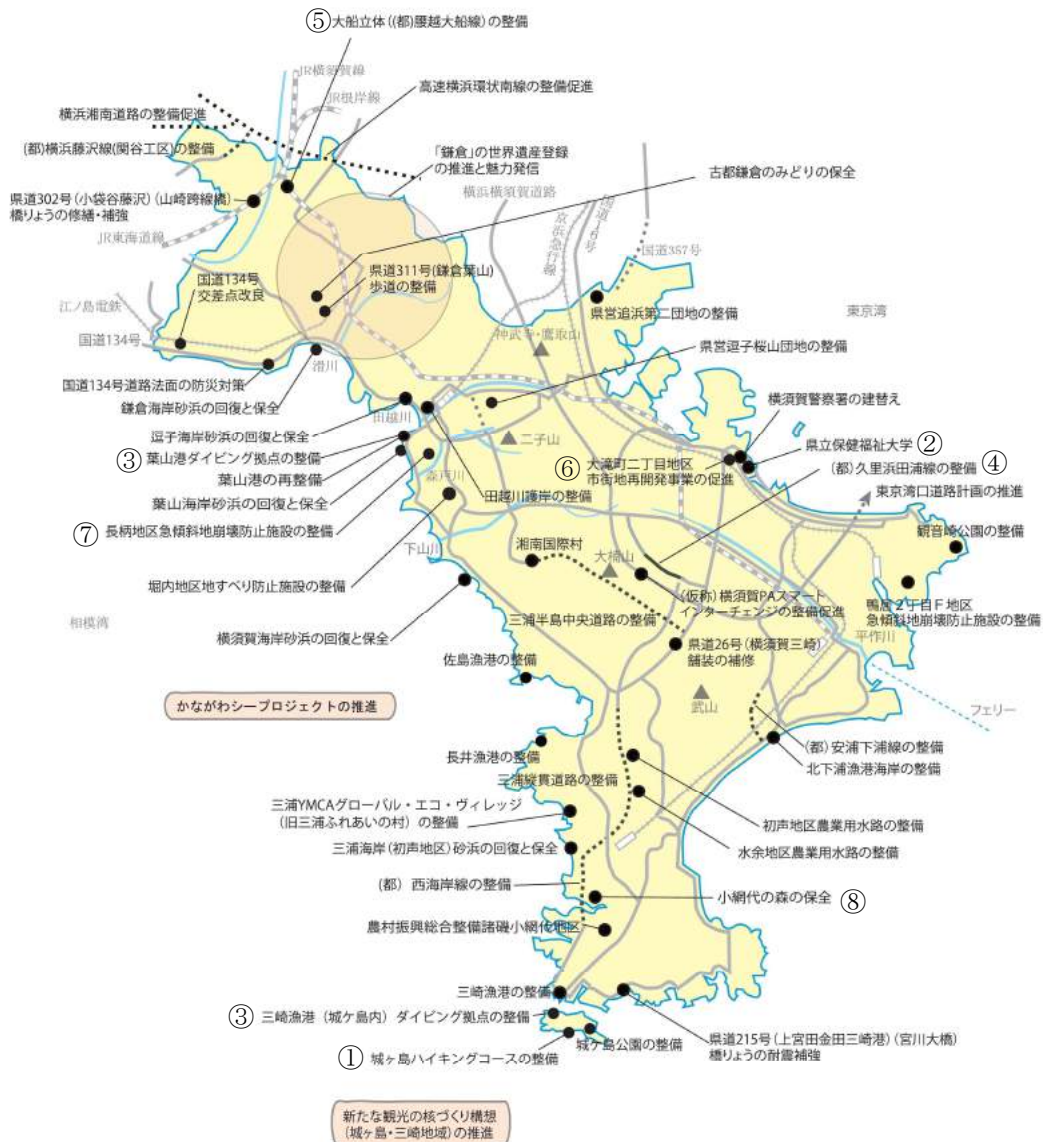 ⑤大船立体((都)腰越大船線)の整備
JR横須賀線
JR根岸線
高速横浜環状南線の整備促進
横浜湘南道路の整備促進
(都)横浜藤沢線(関谷工区)の整備
「鎌倉」の世界遺産登録
の推進と魅力発信
古都鎌倉のみどりの保全
横浜横須賀道路
国道16号
京浜急行線
国道357号
県道302号(小袋谷藤沢)(山崎跨線橋)
橋りょうの修繕・補強
JR東海道線
県道311号(鎌倉葉山)
歩道の整備
国道134号
交差点改良
江ノ島電鉄
国道134号
滑川
県営追浜第二団地の整備
東京湾
神武寺・鷹取山
県営逗子桜山団地の整備
国道134号道路法面の防災対策
鎌倉海岸砂浜の回復と保全
横須賀警察署の建替え
田越川
逗子海岸砂浜の回復と保全
二子山
県立保健福祉大学 ②
③ 葉山港ダイビング拠点の整備
⑥ 大滝町二丁目地区
市街地再開発事業の促進
(都)久里浜田浦線の整備 ④
葉山港の再整備
森戸川
東京湾口道路計画の推進
葉山海岸砂浜の回復と保全
田越川護岸の整備
⑦ 長柄地区急傾斜地崩壊防止施設の整備
観音崎公園の整備
下山川
湘南国際村
大楠山
堀内地区地すべり防止施設の整備
(仮称)横須賀PAスマート
インターチェンジの整備促進
鴨居2丁目F地区
急傾斜地崩壊防止施設の整備
三浦半島中央道路の整備
平作川
相模湾
横須賀海岸砂浜の回復と保全
県道26号(横須賀三崎)
舗装の補修
佐島漁港の整備
武山
かながわシープロジェクトの推進
フェリー
(都)安浦下浦線の整備
長井漁港の整備
北下浦漁港海岸の整備
三浦縦貫道路の整備
三浦YMCAグローバル・エコ・ヴィレッジ
(旧三浦ふれあいの村)の整備
初声地区農業用水路の整備
三浦海岸(初声地区)砂浜の回復と保全
水余地区農業用水路の整備
(都) 西海岸線の整備
小網代の森の保全 ⑧
農村振興総合整備諸磯小網代地区
三崎漁港の整備
③ 三崎漁港(城ケ島内)ダイビング拠点の整備
県道215号(上宮田金田三崎港)(宮川大橋)
橋りょうの耐震補強
城ケ島公園の整備
① 城ヶ島ハイキングコースの整備
新たな観光の核づくり構想
(城ヶ島・三崎地域)の推進